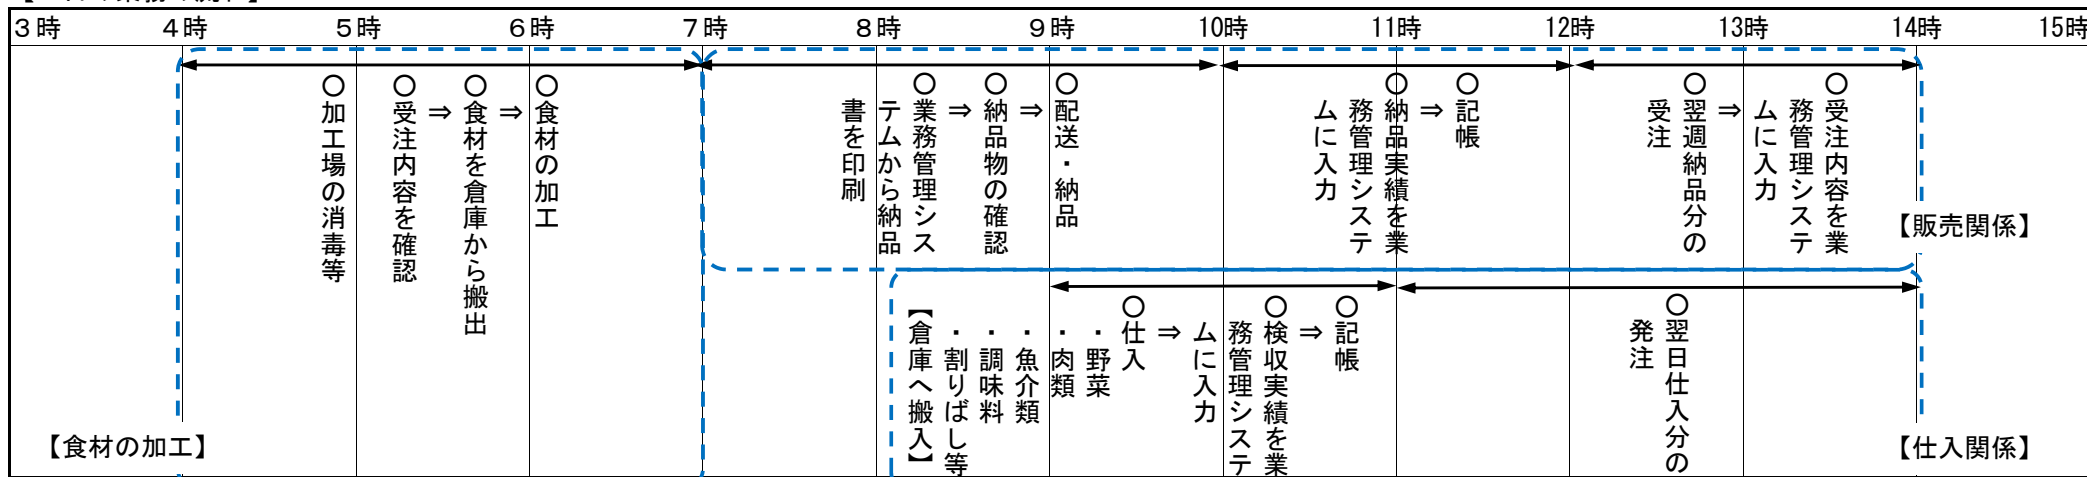 ３時 ４時 ５時 ６時 ７時 ８時 ９時 10時 11時 12時 13時 14時 15時
○加工場の消毒等
○受注内容を確認
⇒
○食材を倉庫から搬出
⇒
○食材の加工
【食材の加工】
○業務管理シス
テムから納品
書を印刷
⇒
○納品物の確認
⇒
○配送・納品
○納品実績を業
務管理システ
ムに入力
⇒
○記帳
○翌週納品分の
受注
⇒
○受注内容を業
務管理システ
ムに入力
【販売関係】
○仕入
・野菜
・肉類
・魚介類
・調味料
・割りばし等
【倉庫へ搬入】
⇒
○検収実績を業
務管理システ
ムに入力
⇒
○記帳
○翌日仕入分の
発注
【仕入関係】